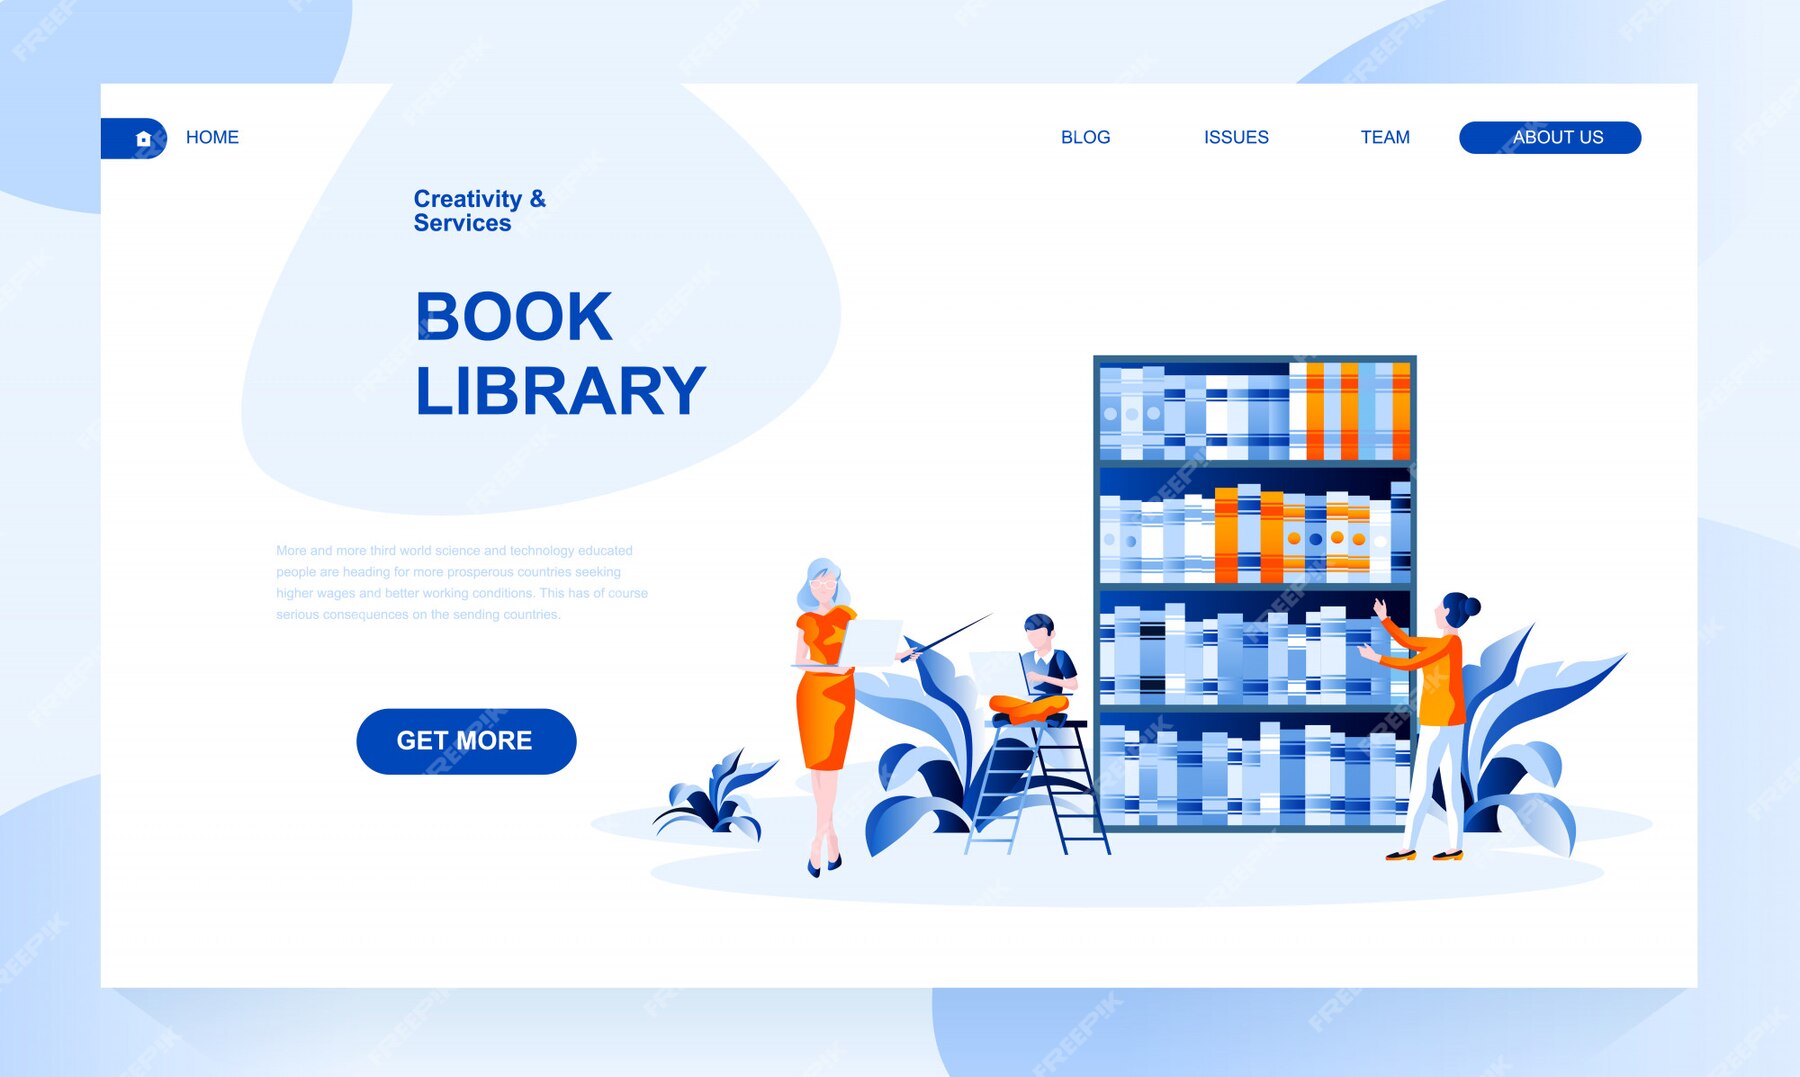 HOME
BLOG
ISSUES
TEAM
ABOUT US
Creativity &
Services
BOOK
LIBRARY
More and more third world science and technology educated
people are heading for more prosperous countries seeking
higher wages and better working conditions. This has of course
serious consequences on the sending countries.
GET MORE
FREEPIK